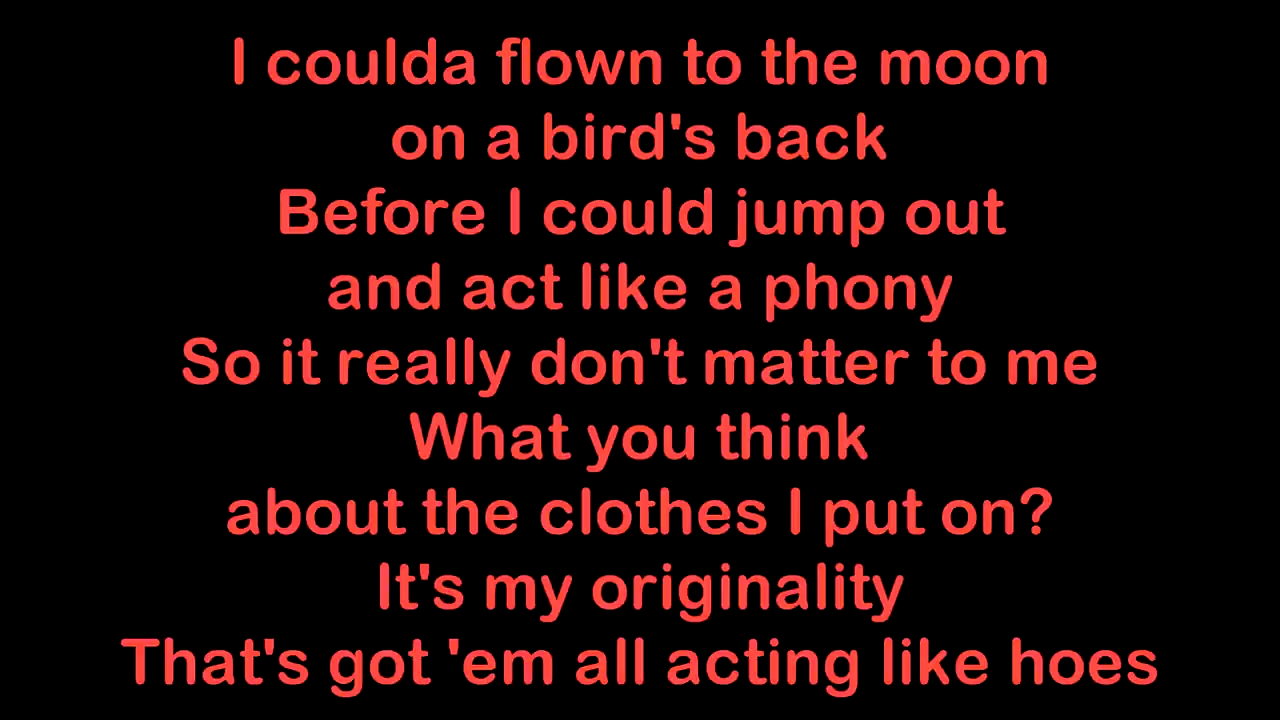 I coulda flown to the moon
on a bird's back
Before I could jump out
and act like a phony
So it really don't matter to me
What you think
about the clothes I put on?
It's my originality
That's got 'em all acting like hoes